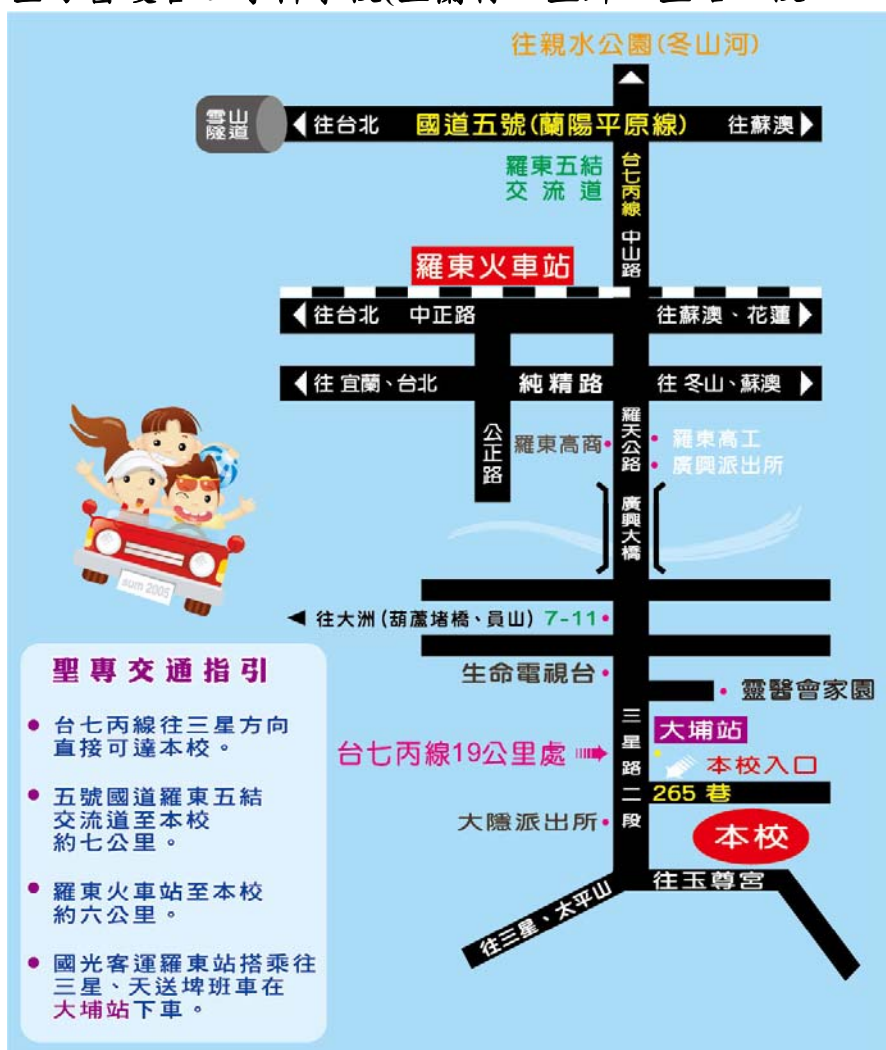 往親水公園(冬山河)
雪山
隧道
往台北 國道五號(蘭陽平原線) 往蘇澳
羅東五結
交流道
台七丙線 中山路
羅東火車站
往台北 中正路 往蘇澳、花蓮
往 宜蘭、台北 純精路 往 冬山、蘇澳
公正路
羅東高商
羅天公路
羅東高工
廣興派出所
廣興大橋
往大洲(葫蘆堵橋、員山) 7-11
生命電視台
靈醫會家園
三星路二段
大埔站
台七丙線19公里處
本校入口
265 巷
大隱派出所
本校
往玉尊宮
往三星、太平山
sum 2005
聖專交通指引
台七丙線往三星方向
直接可達本校。
五號國道羅東五結
交流道至本校
約七公里。
羅東火車站至本校
約六公里。
國光客運羅東站搭乘往
三星、天送埤班車在
大埔站下車。